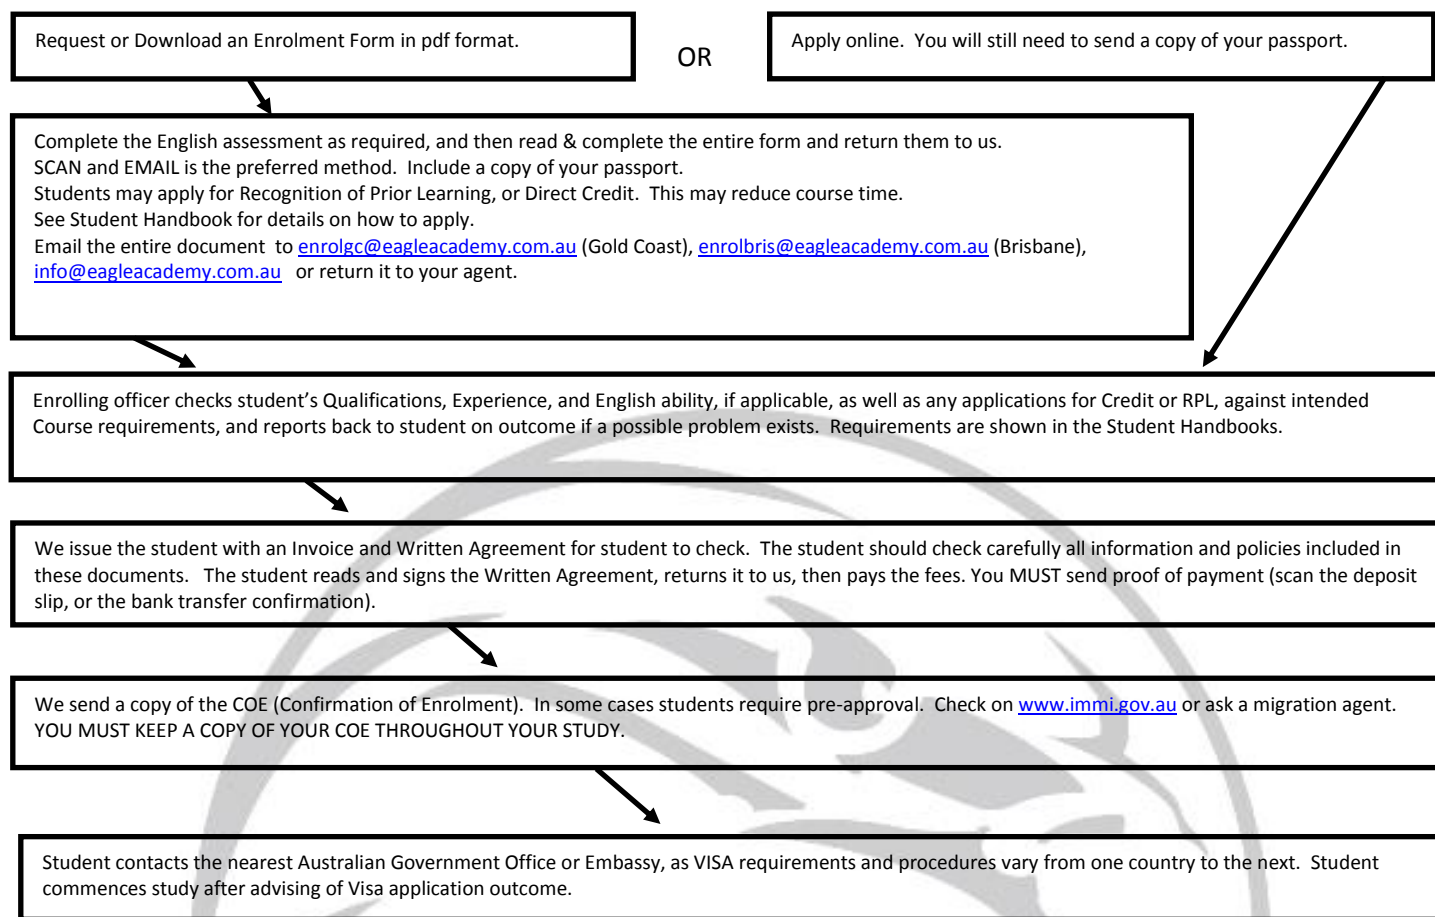 Request or Download an Enrolment Form in pdf format.
OR
Apply online.  You will still need to send a copy of your passport.
Complete the English assessment as required, and then read & complete the entire form and return them to us.
SCAN and EMAIL is the preferred method.  Include a copy of your passport.
Students may apply for Recognition of Prior Learning, or Direct Credit.  This may reduce course time.
See Student Handbook for details on how to apply.
Email the entire document  to enrolgc@eagleacademy.com.au (Gold Coast), enrolbris@eagleacademy.com.au (Brisbane),
info@eagleacademy.com.au   or return it to your agent.
Enrolling officer checks student’s Qualifications, Experience, and English ability, if applicable, as well as any applications for Credit or RPL, against intended
Course requirements, and reports back to student on outcome if a possible problem exists.  Requirements are shown in the Student Handbooks.
We issue the student with an Invoice and Written Agreement for student to check.  The student should check carefully all information and policies included in
these documents.   The student reads and signs the Written Agreement, returns it to us, then pays the fees. You MUST send proof of payment (scan the deposit
slip, or the bank transfer confirmation).
We send a copy of the COE (Confirmation of Enrolment).  In some cases students require pre-approval.  Check on www.immi.gov.au or ask a migration agent.
YOU MUST KEEP A COPY OF YOUR COE THROUGHOUT YOUR STUDY.
Student contacts the nearest Australian Government Office or Embassy, as VISA requirements and procedures vary from one country to the next.  Student
commences study after advising of Visa application outcome.